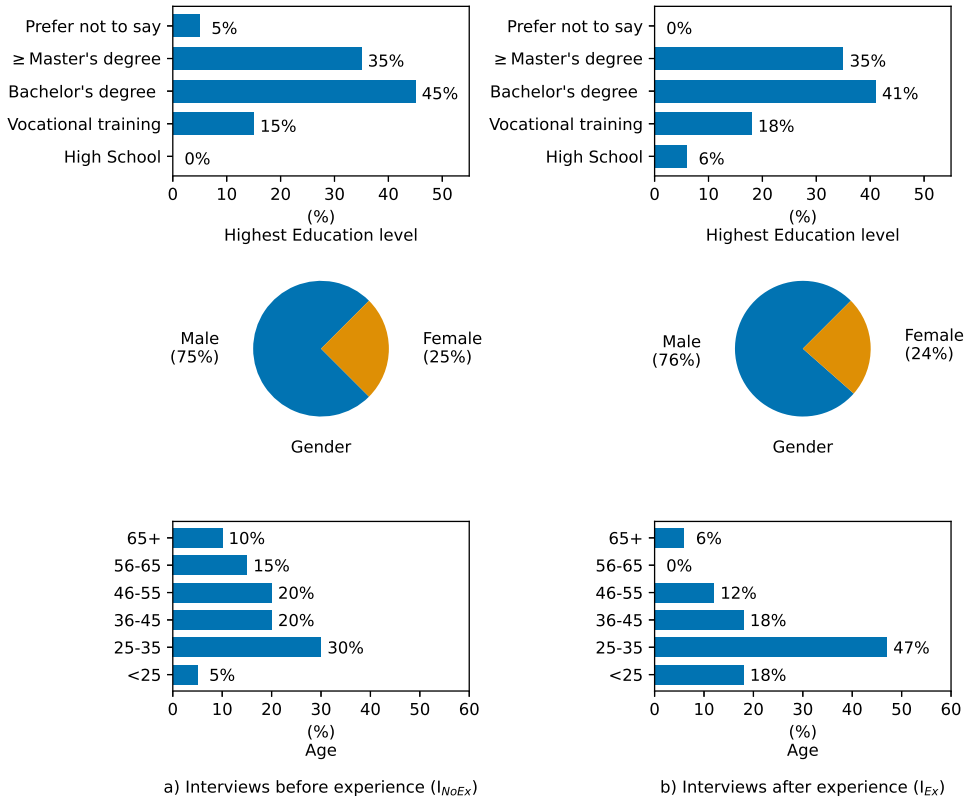 Prefer not to say 5%
≥ Master's degree 35%
Bachelor's degree 45%
Vocational training 15%
High School 0%
0 10 20 30 40 50
(%)
Highest Education level
Prefer not to say 0%
≥ Master's degree 35%
Bachelor's degree 41%
Vocational training 18%
High School 6%
0 10 20 30 40 50
(%)
Highest Education level
Male
(75%)
Female
(25%)
Gender
Male
(76%)
Female
(24%)
Gender
65+ 10%
56-65 15%
46-55 20%
36-45 20%
25-35 30%
<25 5%
0 10 20 30 40 50 60
(%)
Age
65+ 6%
56-65 0%
46-55 12%
36-45 18%
25-35 47%
<25 18%
0 10 20 30 40 50 60
(%)
Age
a) Interviews before experience (I_NoEx)
b) Interviews after experience (I_Ex)